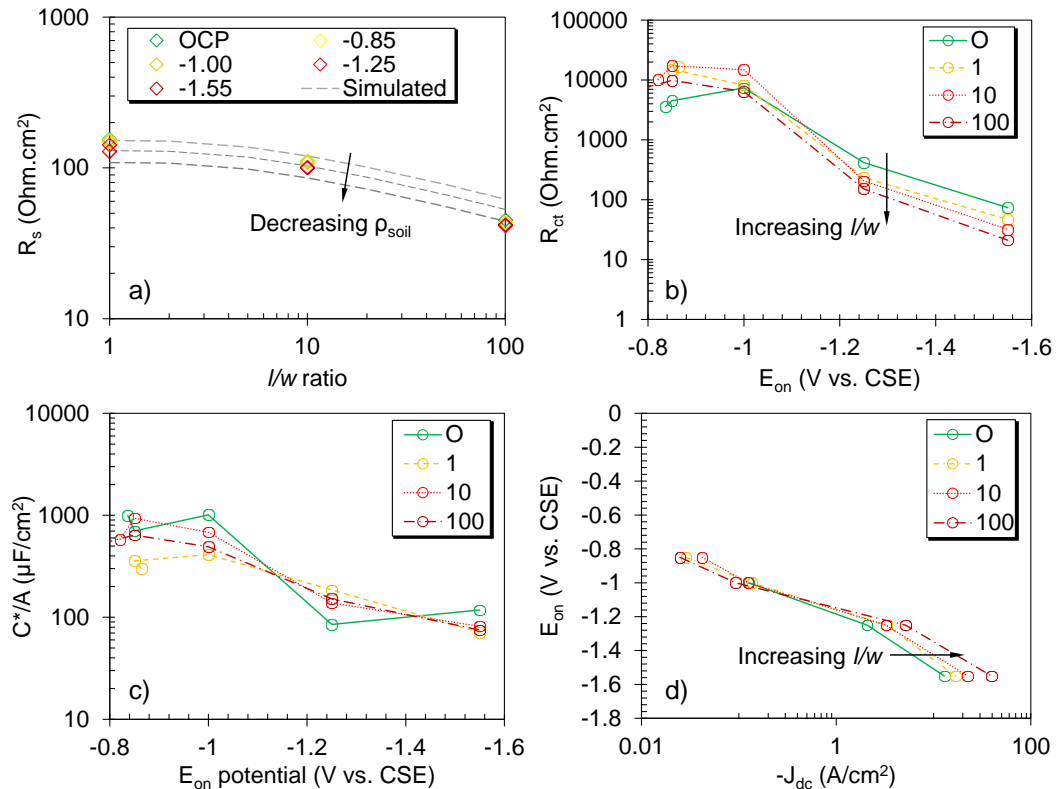 1000
100
10
R_s (Ohm.cm²)
OCP
-0.85
-1.00
-1.25
-1.55
Simulated
Decreasing ρ_soil
a)
1
10
100
l/w ratio
100000
10000
1000
100
10
1
R_ct (Ohm.cm²)
O
1
10
100
Increasing l/w
b)
-0.8
-1
-1.2
-1.4
-1.6
E_on (V vs. CSE)
10000
1000
100
10
C*/A (µF/cm²)
O
1
10
100
c)
-0.8
-1
-1.2
-1.4
-1.6
E_on potential (V vs. CSE)
0
-0.2
-0.4
-0.6
-0.8
-1.0
-1.2
-1.4
-1.6
-1.8
E_on (V vs. CSE)
O
1
10
100
Increasing l/w
d)
0.01
1
100
-J_dc (A/cm²)